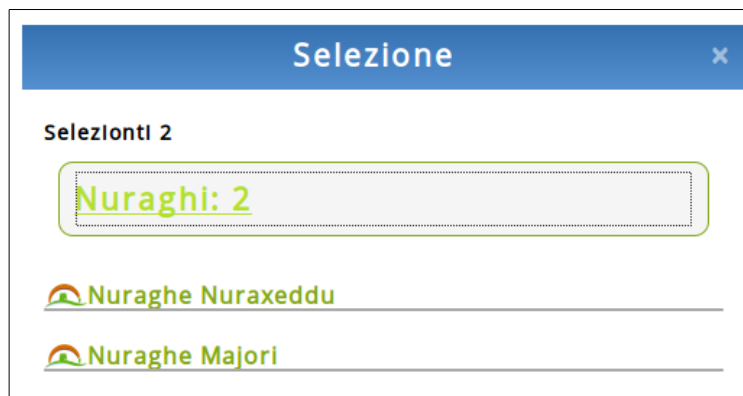 Selezione ×
Selezionti 2
Nuraghi: 2
Nuraghe Nuraxeddu
Nuraghe Majori